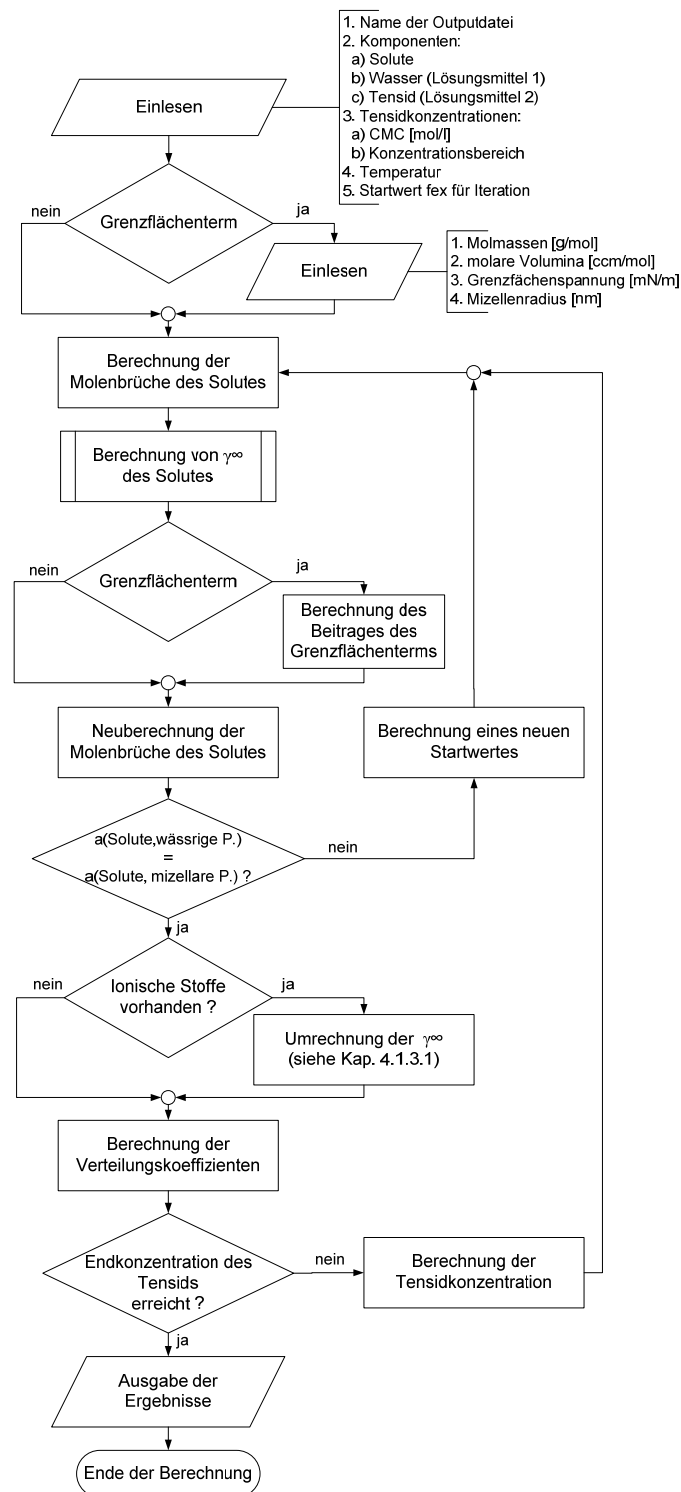 1. Name der Outputdatei
2. Komponenten:
a) Solute
b) Wasser (Lösungsmittel 1)
c) Tensid (Lösungsmittel 2)
3. Tensidkonzentrationen:
a) CMC [mol/l]
b) Konzentrationsbereich
4. Temperatur
5. Startwert fex für Iteration
Einlesen
nein
Grenzflächenterm
ja
Einlesen
1. Molmassen [g/mol]
2. molare Volumina [ccm/mol]
3. Grenzfächenspannung [mN/m]
4. Mizellenradius [nm]
Berechnung der
Molenbrüche des Solutes
Berechnung von γ∞
des Solutes
nein
Grenzflächenterm
ja
Berechnung des
Beitrages des
Grenzflächenterms
Neuberechnung der
Molenbrüche des Solutes
Berechnung eines neuen
Startwertes
a(Solute,wässrige P.)
=
a(Solute, mizellare P.) ?
nein
ja
nein
Ionische Stoffe
vorhanden ?
ja
Umrechnung der γ∞
(siehe Kap. 4.1.3.1)
Berechnung der
Verteilungskoeffizienten
Endkonzentration des
Tensids
erreicht ?
nein
Berechnung der
Tensidkonzentration
ja
Ausgabe der
Ergebnisse
Ende der Berechnung